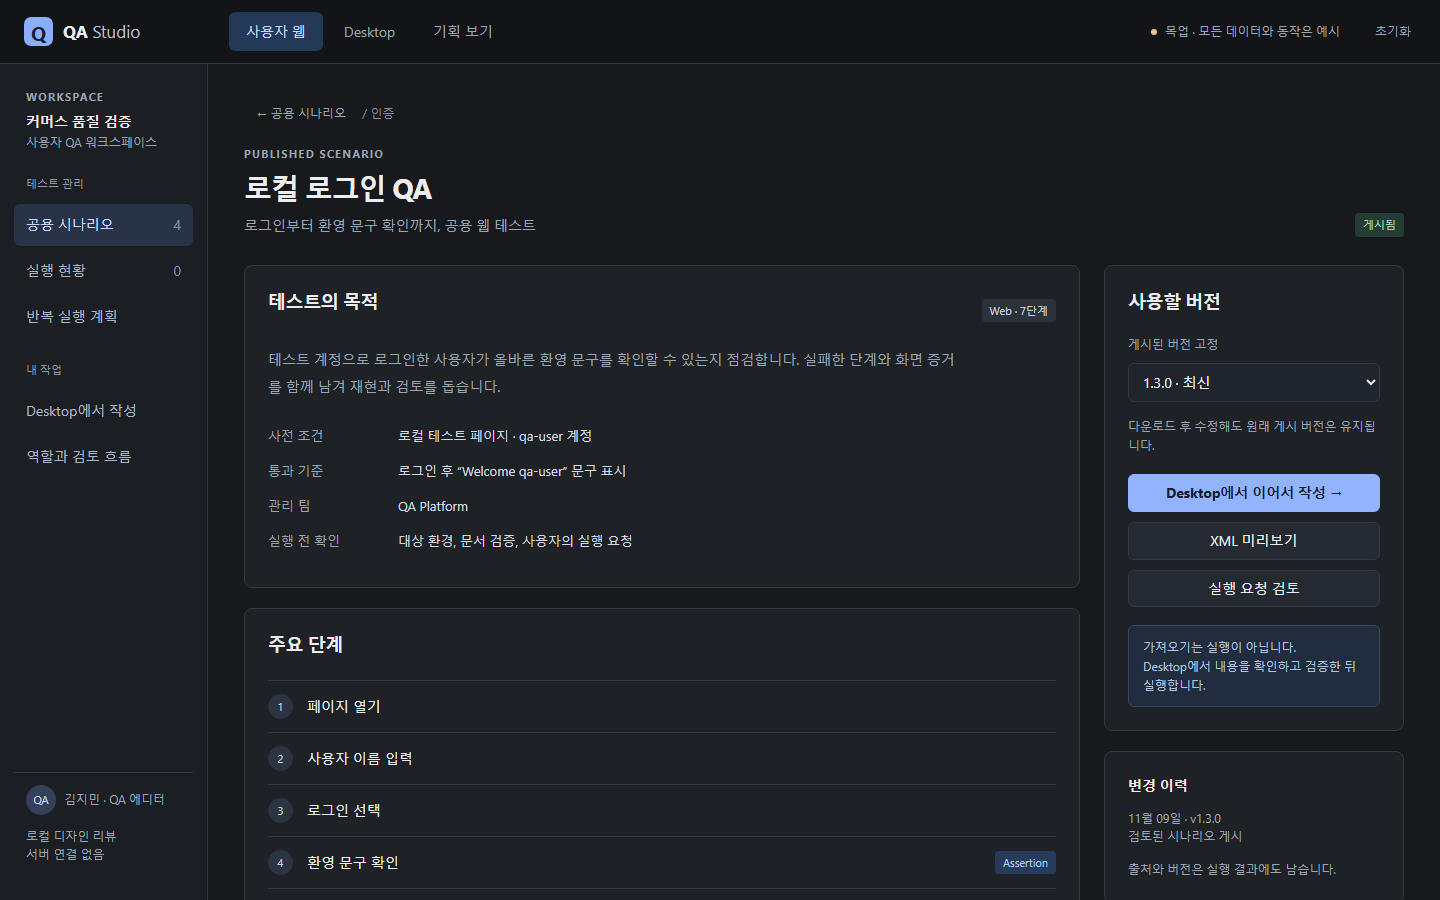 Q QA Studio
사용자 웹
Desktop
기획 보기
목업 · 모든 데이터와 동작은 예시
초기화
WORKSPACE
커머스 품질 검증
사용자 QA 워크스페이스
테스트 관리
공용 시나리오 4
실행 현황 0
반복 실행 계획
내 작업
Desktop에서 작성
역할과 검토 흐름
QA 김지민 · QA 에디터
로컬 디자인 리뷰
서버 연결 없음
← 공용 시나리오 / 인증
PUBLISHED SCENARIO
로컬 로그인 QA
로그인부터 환영 문구 확인까지, 공용 웹 테스트
게시됨
테스트의 목적
Web · 7단계
테스트 계정으로 로그인한 사용자가 올바른 환영 문구를 확인할 수 있는지 점검합니다. 실패한 단계와 화면 증거
를 함께 남겨 재현과 검토를 돕습니다.
사전 조건 로컬 테스트 페이지 · qa-user 계정
통과 기준 로그인 후 “Welcome qa-user” 문구 표시
관리 팀 QA Platform
실행 전 확인 대상 환경, 문서 검증, 사용자의 실행 요청
주요 단계
1 페이지 열기
2 사용자 이름 입력
3 로그인 선택
4 환영 문구 확인 Assertion
사용할 버전
게시된 버전 고정
1.3.0 · 최신
다운로드 후 수정해도 원래 게시 버전은 유지됩
니다.
Desktop에서 이어서 작성 →
XML 미리보기
실행 요청 검토
가져오기는 실행이 아닙니다.
Desktop에서 내용을 확인하고 검증한 뒤
실행합니다.
변경 이력
11월 09일 · v1.3.0
검토된 시나리오 게시
출처와 버전은 실행 결과에도 남습니다.